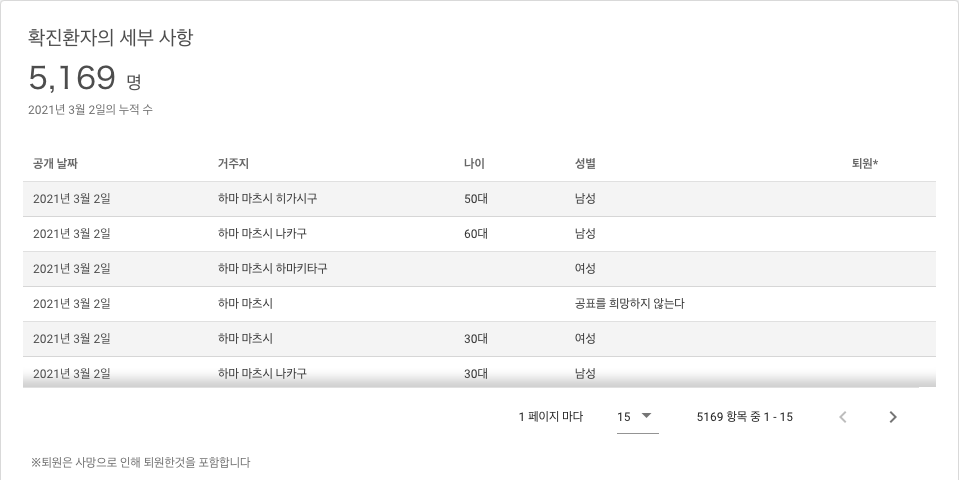 확진환자의 세부 사항
5,169 명
2021년 3월 2일의 누적 수
공개 날짜 거주지 나이 성별 퇴원*
2021년 3월 2일 하마 마츠시 히가시구 50대 남성
2021년 3월 2일 하마 마츠시 나카구 60대 남성
2021년 3월 2일 하마 마츠시 하마키타구 여성
2021년 3월 2일 하마 마츠시 공표를 희망하지 않는다
2021년 3월 2일 하마 마츠시 30대 여성
2021년 3월 2일 하마 마츠시 나카구 30대 남성
1 페이지 마다 15 5169 항목 중 1 - 15
※퇴원은 사망으로 인해 퇴원한것을 포함합니다